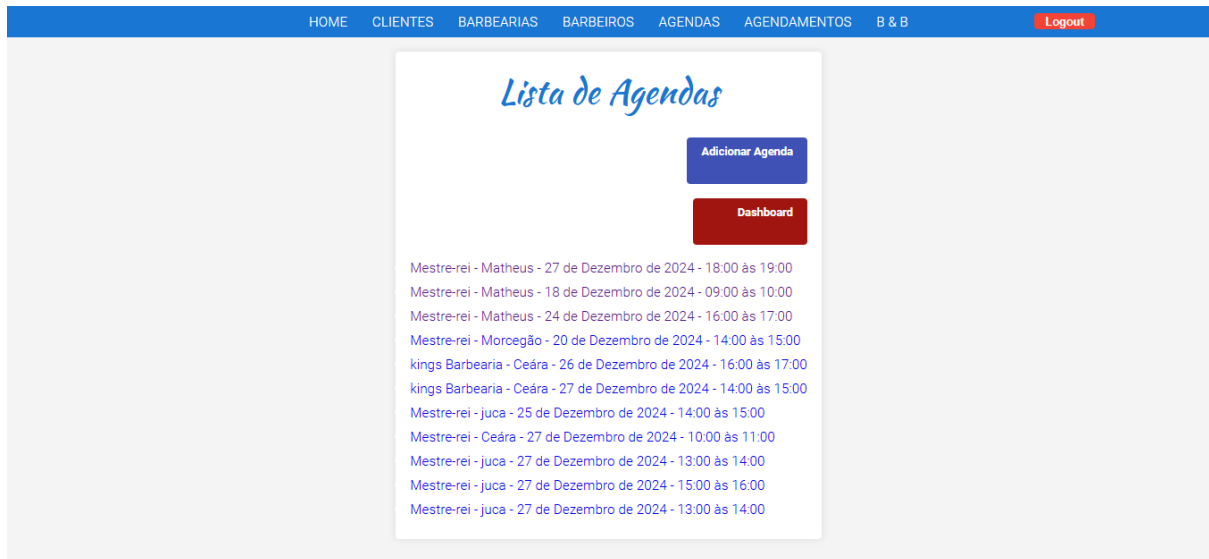 HOME CLIENTES BARBEARIAS BARBEIROS AGENDAS AGENDAMENTOS B & B Logout
Lista de Agendas
Adicionar Agenda
Dashboard
Mestre-rei - Matheus - 27 de Dezembro de 2024 - 18:00 às 19:00
Mestre-rei - Matheus - 18 de Dezembro de 2024 - 09:00 às 10:00
Mestre-rei - Matheus - 24 de Dezembro de 2024 - 16:00 às 17:00
Mestre-rei - Morcegão - 20 de Dezembro de 2024 - 14:00 às 15:00
kings Barbearia - Ceára - 26 de Dezembro de 2024 - 16:00 às 17:00
kings Barbearia - Ceára - 27 de Dezembro de 2024 - 14:00 às 15:00
Mestre-rei - juca - 25 de Dezembro de 2024 - 14:00 às 15:00
Mestre-rei - Ceára - 27 de Dezembro de 2024 - 10:00 às 11:00
Mestre-rei - juca - 27 de Dezembro de 2024 - 13:00 às 14:00
Mestre-rei - juca - 27 de Dezembro de 2024 - 15:00 às 16:00
Mestre-rei - juca - 27 de Dezembro de 2024 - 13:00 às 14:00